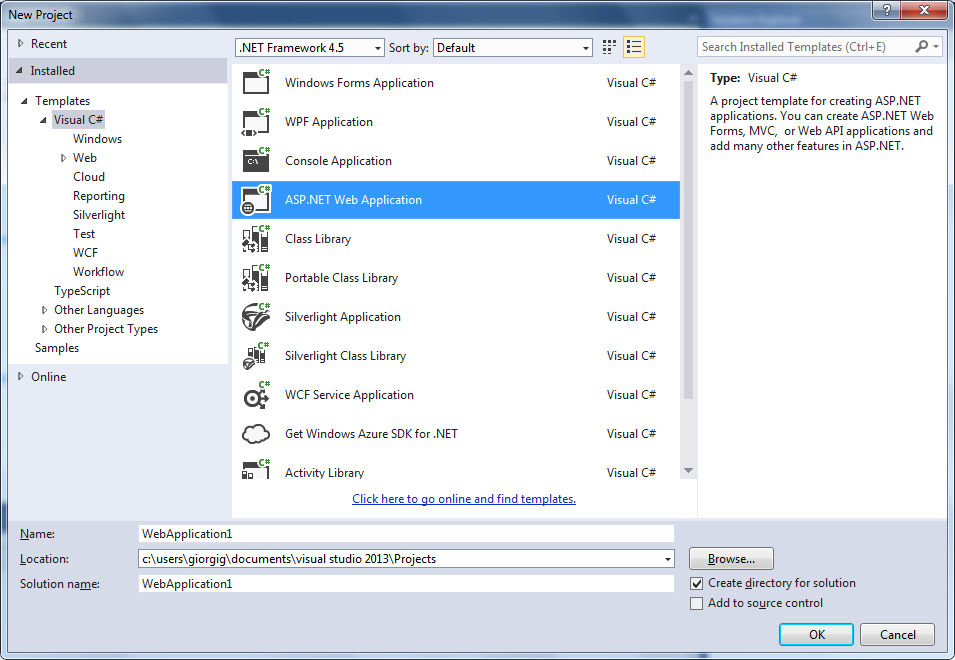 New Project
Recent
.NET Framework 4.5 Sort by: Default Search Installed Templates (Ctrl+E)
Installed
Templates
Visual C#
Windows
Web
Cloud
Reporting
Silverlight
Test
WCF
Workflow
TypeScript
Other Languages
Other Project Types
Samples
Online
C# Windows Forms Application Visual C#
C# WPF Application Visual C#
C# C:\ Console Application Visual C#
C# ASP.NET Web Application Visual C#
C# Class Library Visual C#
C# Portable Class Library Visual C#
C# Silverlight Application Visual C#
C# Silverlight Class Library Visual C#
C# WCF Service Application Visual C#
Get Windows Azure SDK for .NET Visual C#
C# Activity Library Visual C#
Click here to go online and find templates.
Type: Visual C#
A project template for creating ASP.NET
applications. You can create ASP.NET Web
Forms, MVC, or Web API applications and
add many other features in ASP.NET.
Name: WebApplication1
Location: c:\users\giorgig\documents\visual studio 2013\Projects Browse...
Solution name: WebApplication1 Create directory for solution
Add to source control
OK Cancel